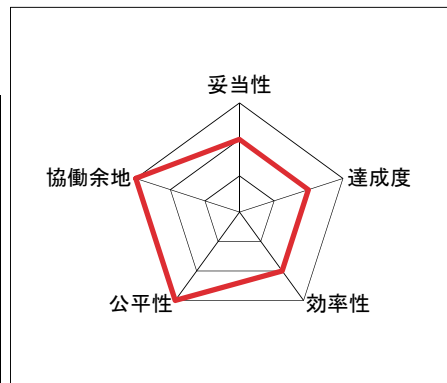 妥当性
協働余地
達成度
公平性
効率性